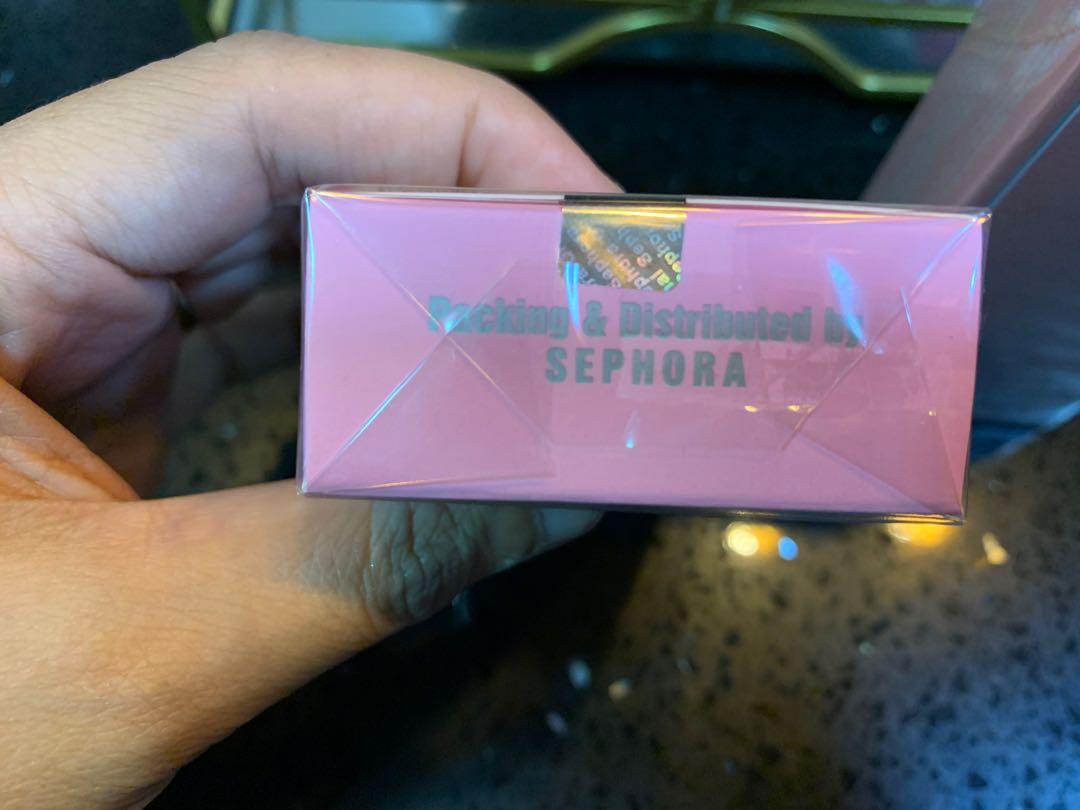 Packing & Distributed by
SEPHORA